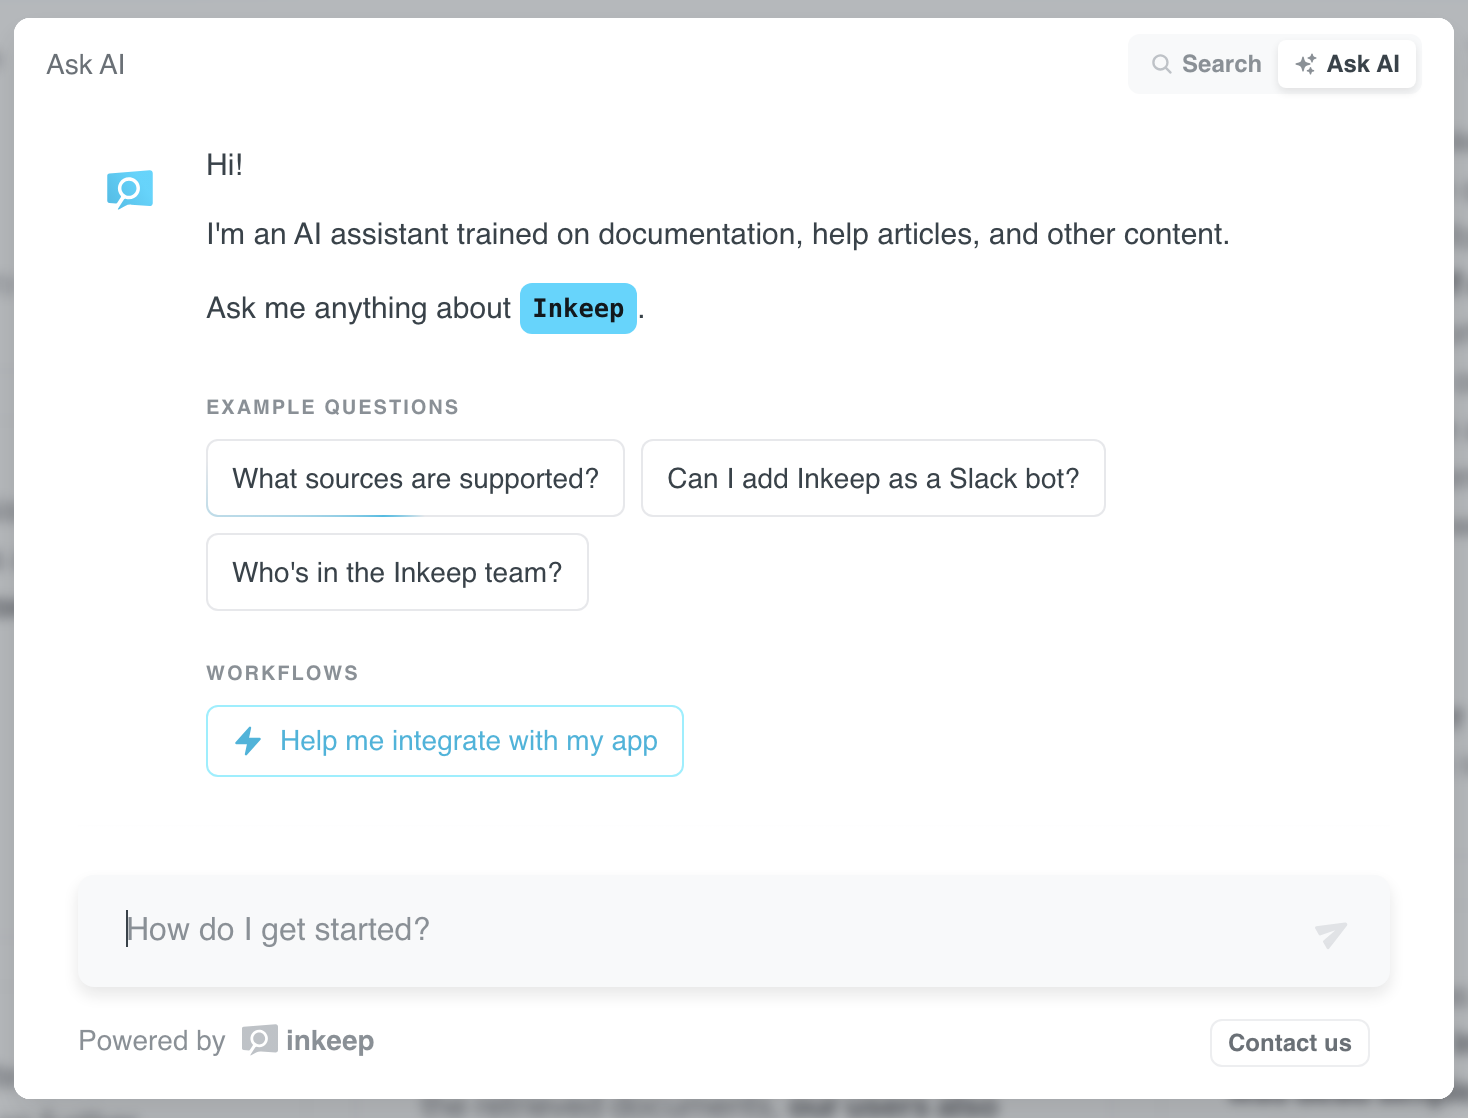 Ask AI
Search
Ask AI
Hi!
I'm an AI assistant trained on documentation, help articles, and other content.
Ask me anything about Inkeep.
EXAMPLE QUESTIONS
What sources are supported?
Can I add Inkeep as a Slack bot?
Who's in the Inkeep team?
WORKFLOWS
Help me integrate with my app
How do I get started?
Powered by inkeep
Contact us